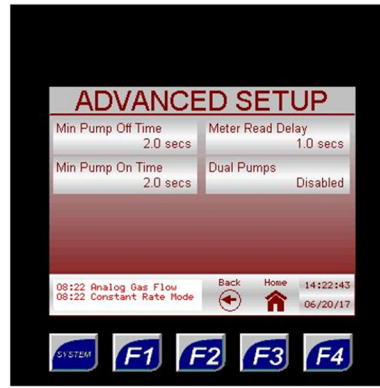 ADVANCED SETUP
Min Pump Off Time
2.0 secs
Meter Read Delay
1.0 secs
Min Pump On Time
2.0 secs
Dual Pumps
Disabled
08:22 Analog Gas Flow
08:22 Constant Rate Mode
Back
Home
14:22:43
06/20/17
SYSTEM
F1
F2
F3
F4